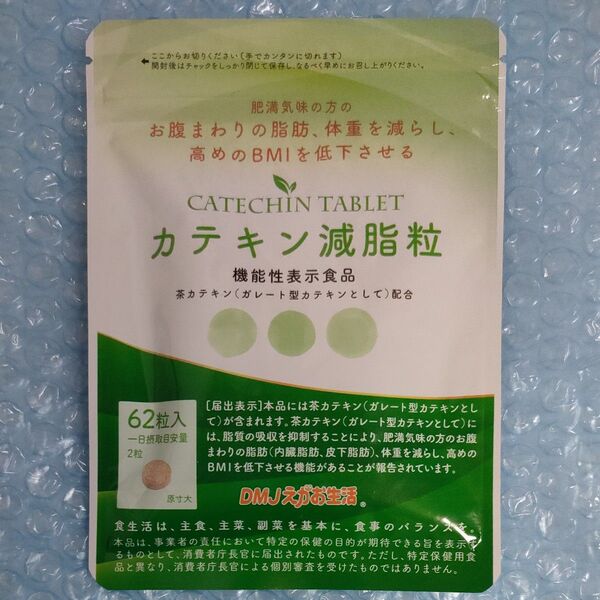 ここからお切りください(手でカンタンに切れます)
開封後はチャックをしっかり閉じて保存し、なるべく早めにお召し上がりください。
肥満気味の方の
お腹まわりの脂肪、体重を減らし、
高めのBMIを低下させる
CATECHIN TABLET
カテキン減脂粒
機能性表示食品
茶カテキン(ガレート型カテキンとして)配合
62粒入
一日摂取目安量
2粒
原寸大
[届出表示]本品には茶カテキン(ガレート型カテキンとし
て)が含まれます。茶カテキン(ガレート型カテキンとして)に
は、脂質の吸収を抑制することにより、肥満気味の方のお腹
まわりの脂肪(内臓脂肪、皮下脂肪)、体重を減らし、高めの
BMIを低下させる機能があることが報告されています。
DMJえがお生活®
食生活は、主食、主菜、副菜を基本に、食事のバランスを。
本品は、事業者の責任において特定の保健の目的が期待できる旨を表示す
るものとして、消費者庁長官に届出されたものです。ただし、特定保健用食
品と異なり、消費者庁長官による個別審査を受けたものではありません。